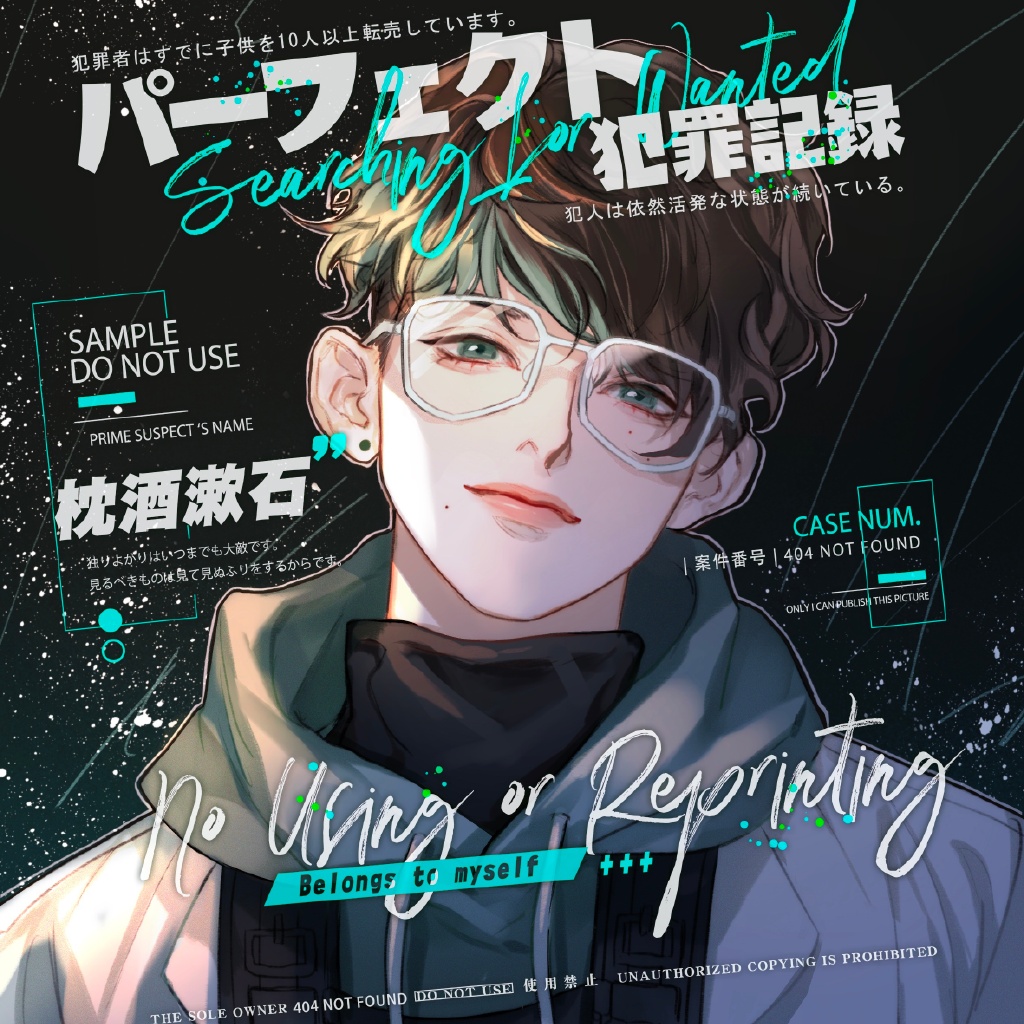 犯罪者はすでに子供を10人以上転売しています。
パーフェクト
Searching For Wanted
犯罪記録
犯人は依然活発な状態が続いている。
SAMPLE
DO NOT USE
PRIME SUSPECT'S NAME
枕酒漱石
”
独りよがりはいつまでも大敵です。
見るべきものは見て見ぬふりをするからです。
CASE NUM.
| 案件番号 | 404 NOT FOUND
ONLY I CAN PUBLISH THIS PICTURE
No Using or Reprinting
Belongs to myself +++
THE SOLE OWNER 404 NOT FOUND DO NOT USE 使用禁止 UNAUTHORIZED COPYING IS PROHIBITED